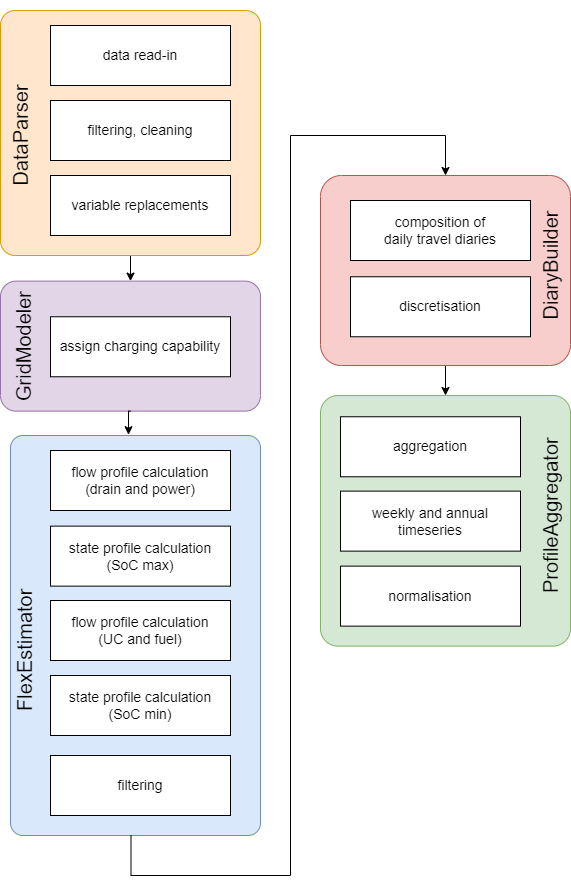 DataParser
data read-in
filtering, cleaning
variable replacements
GridModeler
assign charging capability
FlexEstimator
flow profile calculation
(drain and power)
state profile calculation
(SoC max)
flow profile calculation
(UC and fuel)
state profile calculation
(SoC min)
filtering
DiaryBuilder
composition of
daily travel diaries
discretisation
ProfileAggregator
aggregation
weekly and annual
timeseries
normalisation